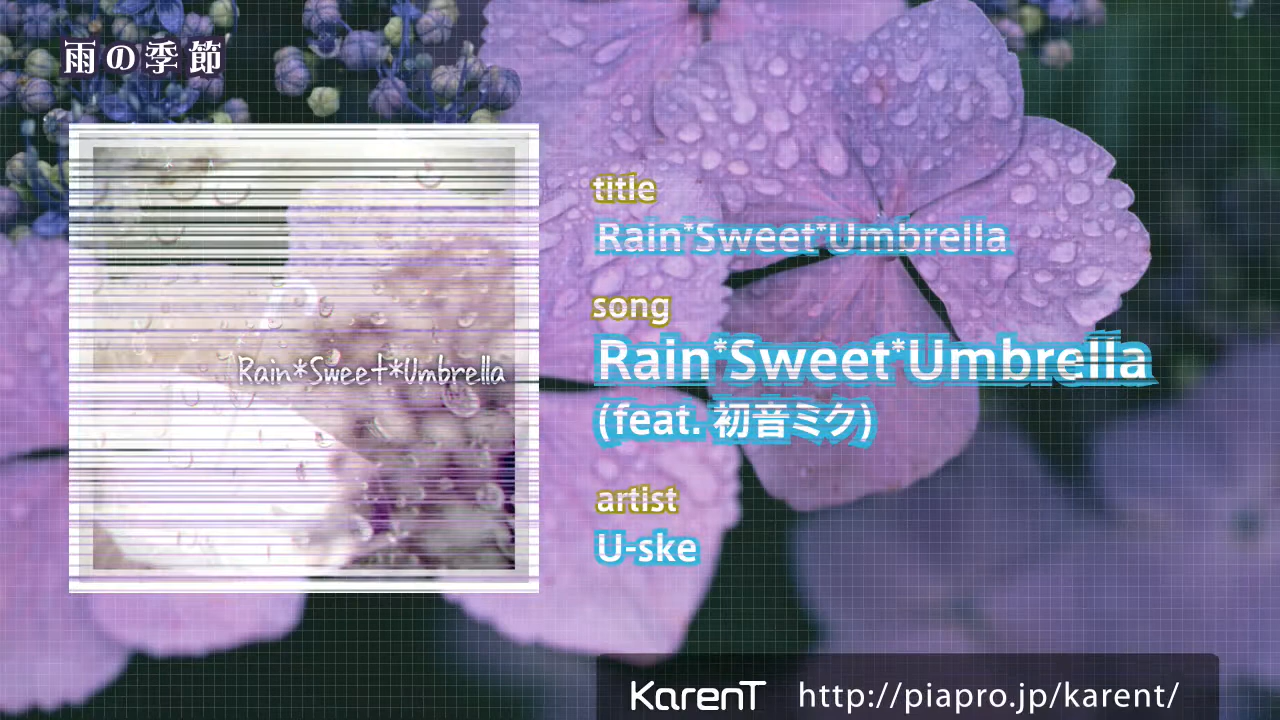 雨の季節
Rain*Sweet*Umbrella
title
Rain*Sweet*Umbrella
song
Rain*Sweet*Umbrella
(feat. 初音ミク)
artist
U-ske
KarenT http://piapro.jp/karent/